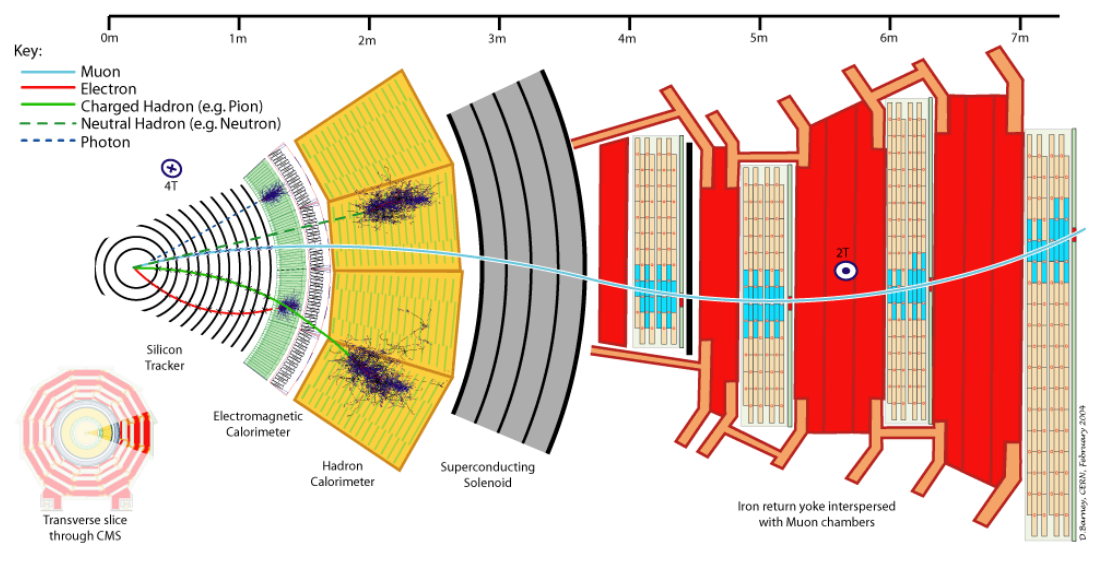 0m 1m 2m 3m 4m 5m 6m 7m
Key:
Muon
Electron
Charged Hadron (e.g. Pion)
Neutral Hadron (e.g. Neutron)
Photon
4T
2T
Silicon
Tracker
Electromagnetic
Calorimeter
Hadron
Calorimeter
Superconducting
Solenoid
Iron return yoke interspersed
with Muon chambers
Transverse slice
through CMS
D.Barney, CERN, February 2004